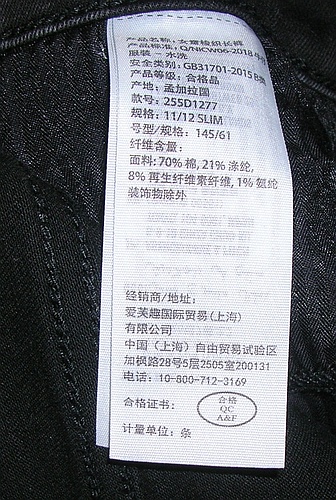 产品名称: 女童梭织长裤
产品标准: Q/NICW06-2018
服装 - 水洗
安全类别: GB31701-2015 B类
产品等级: 合格品
产地: 孟加拉国
款号: 255D1277
规格: 11/12 SLIM
号型/规格: 145/61
纤维含量:
面料: 70% 棉, 21% 涤纶,
8% 再生纤维素纤维, 1% 氨纶
装饰物除外
经销商/地址:
爱芙趣国际贸易(上海)
有限公司
中国 (上海) 自由贸易试验区
加枫路28号5层2505室200131
电话: 10-800-712-3169
合格证书:
合格
QC
A&F
计量单位: 条